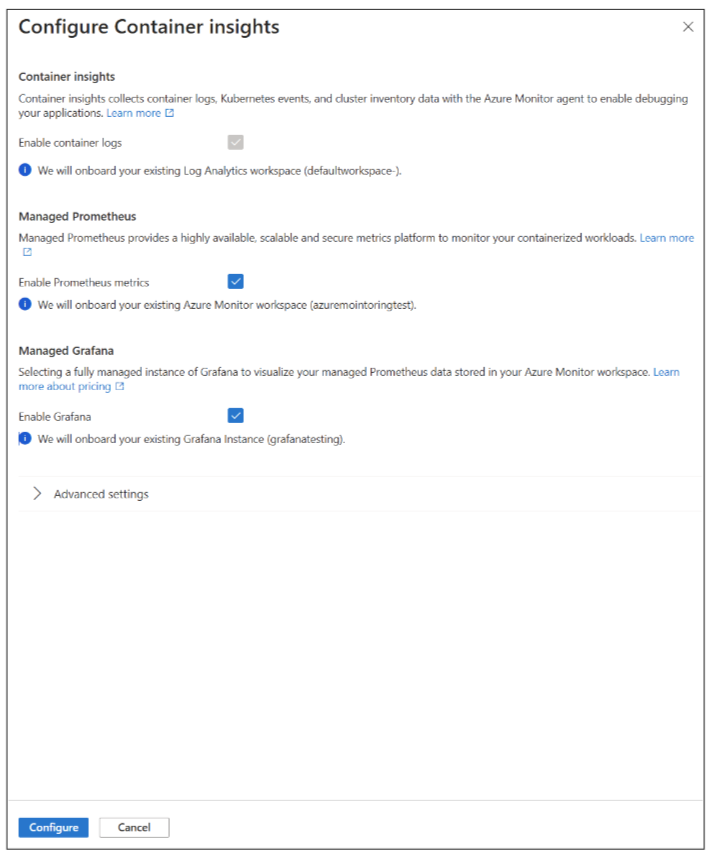 Configure Container insights
Container insights
Container insights collects container logs, Kubernetes events, and cluster inventory data with the Azure Monitor agent to enable debugging
your applications. Learn more
Enable container logs
We will onboard your existing Log Analytics workspace (defaultworkspace-).
Managed Prometheus
Managed Prometheus provides a highly available, scalable and secure metrics platform to monitor your containerized workloads. Learn more
Enable Prometheus metrics
We will onboard your existing Azure Monitor workspace (azuremointoringtest).
Managed Grafana
Selecting a fully managed instance of Grafana to visualize your managed Prometheus data stored in your Azure Monitor workspace. Learn
more about pricing
Enable Grafana
We will onboard your existing Grafana Instance (grafanatesting).
Advanced settings
Configure Cancel